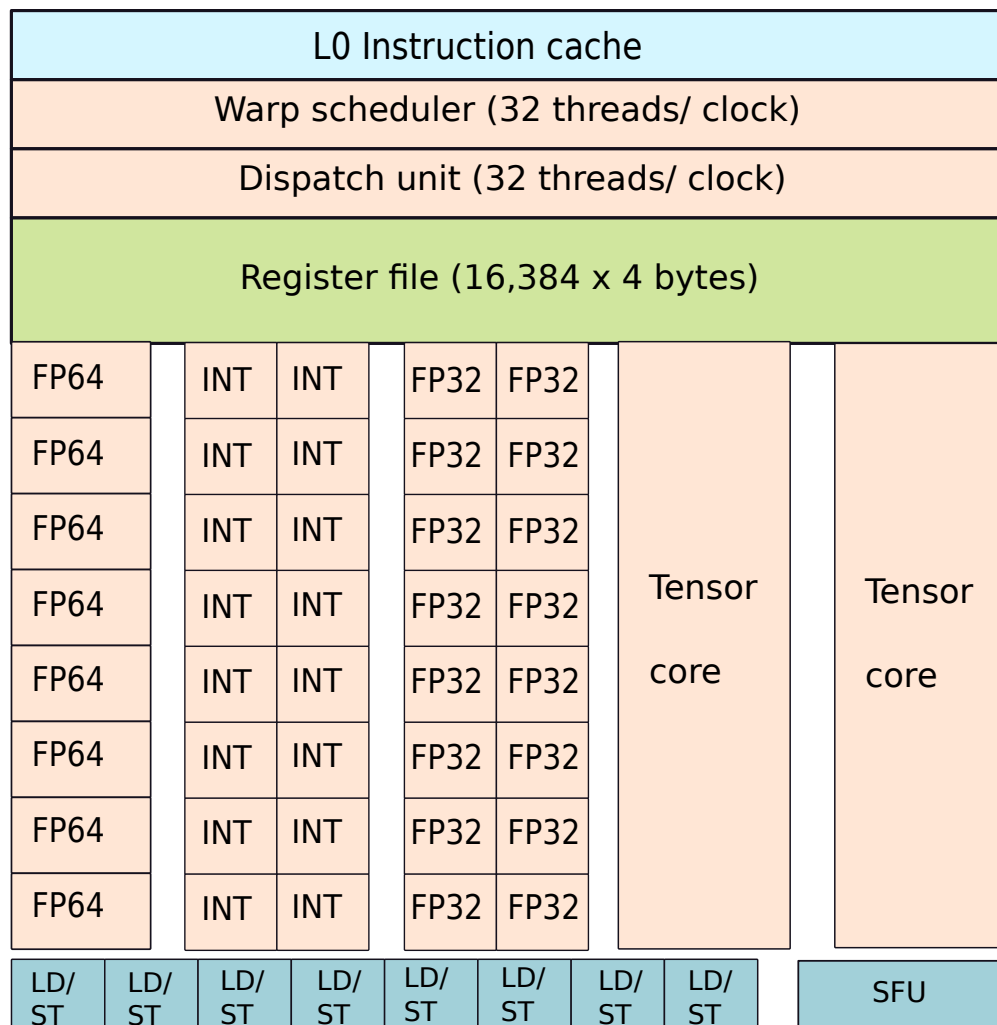 L0 Instruction cache
Warp scheduler (32 threads/ clock)
Dispatch unit (32 threads/ clock)
Register file (16,384 x 4 bytes)
FP64 INT INT FP32 FP32
FP64 INT INT FP32 FP32
FP64 INT INT FP32 FP32
FP64 INT INT FP32 FP32
FP64 INT INT FP32 FP32
FP64 INT INT FP32 FP32
FP64 INT INT FP32 FP32
FP64 INT INT FP32 FP32
Tensor
core
Tensor
core
LD/
ST
LD/
ST
LD/
ST
LD/
ST
LD/
ST
LD/
ST
LD/
ST
LD/
ST
SFU